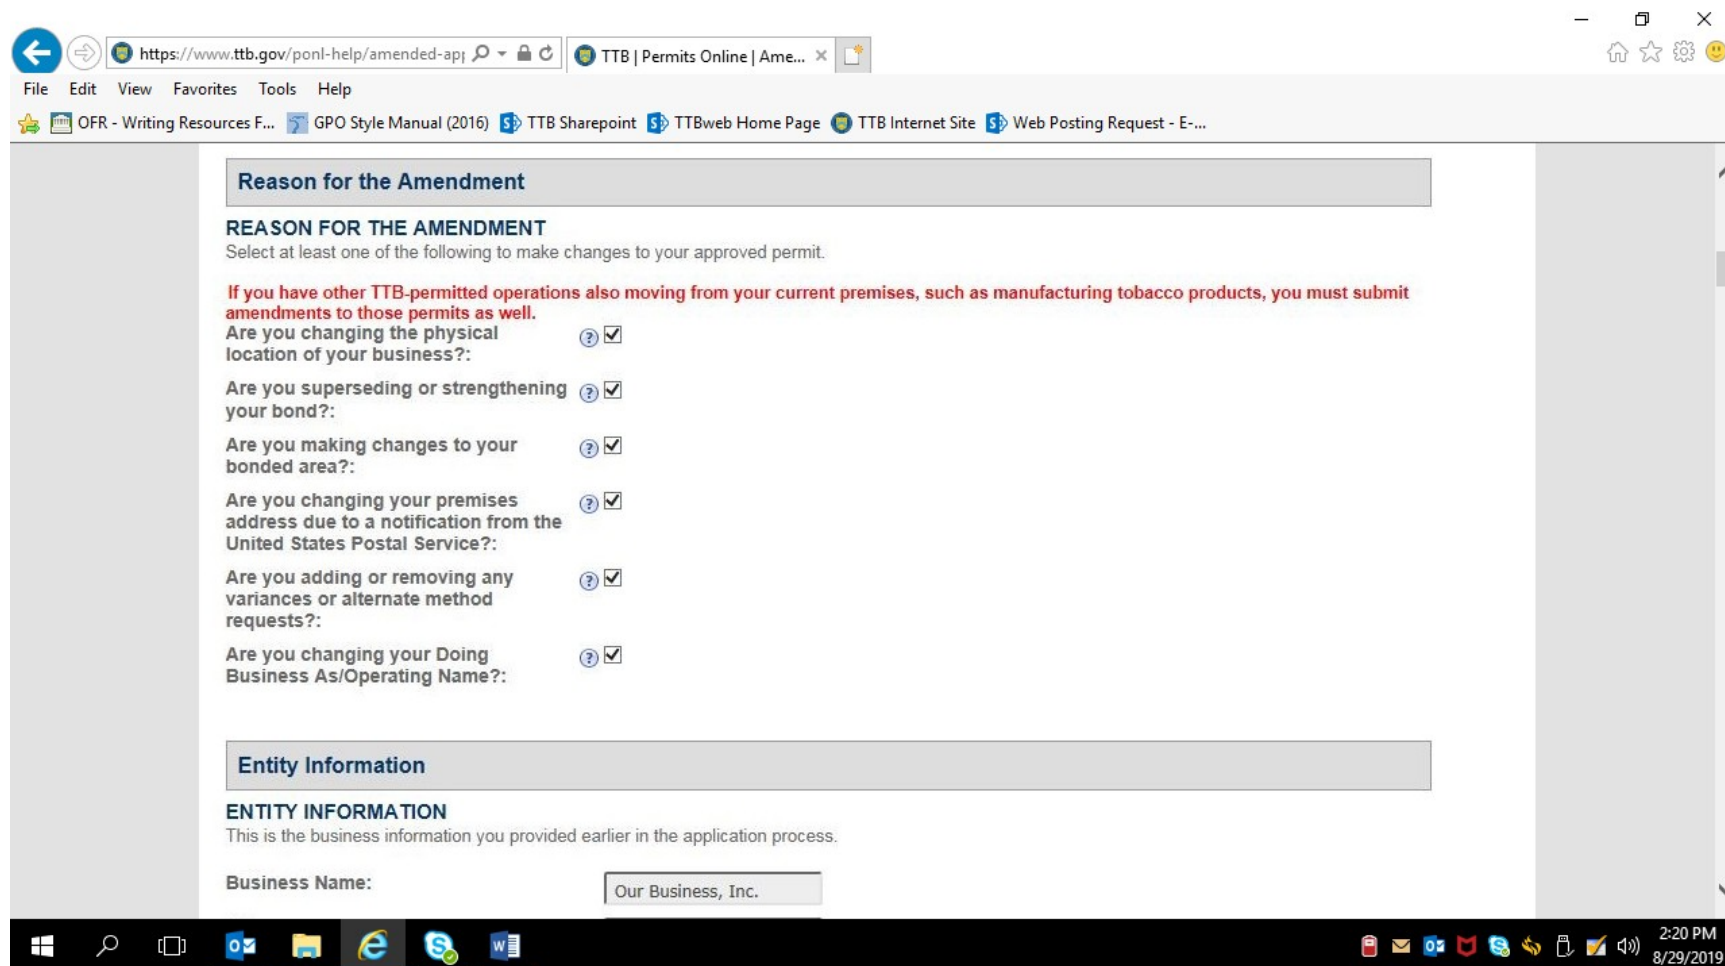 https://www.ttb.gov/ponl-help/amended-ap
TTB | Permits Online | Ame...
File Edit View Favorites Tools Help
OFR - Writing Resources F... GPO Style Manual (2016) TTB Sharepoint TTBweb Home Page TTB Internet Site Web Posting Request - E-...
Reason for the Amendment
REASON FOR THE AMENDMENT
Select at least one of the following to make changes to your approved permit.
If you have other TTB-permitted operations also moving from your current premises, such as manufacturing tobacco products, you must submit
amendments to those permits as well.
Are you changing the physical
location of your business?:
Are you superseding or strengthening
your bond?:
Are you making changes to your
bonded area?:
Are you changing your premises
address due to a notification from the
United States Postal Service?:
Are you adding or removing any
variances or alternate method
requests?:
Are you changing your Doing
Business As/Operating Name?:
Entity Information
ENTITY INFORMATION
This is the business information you provided earlier in the application process.
Business Name: Our Business, Inc.
2:20 PM
8/29/2019